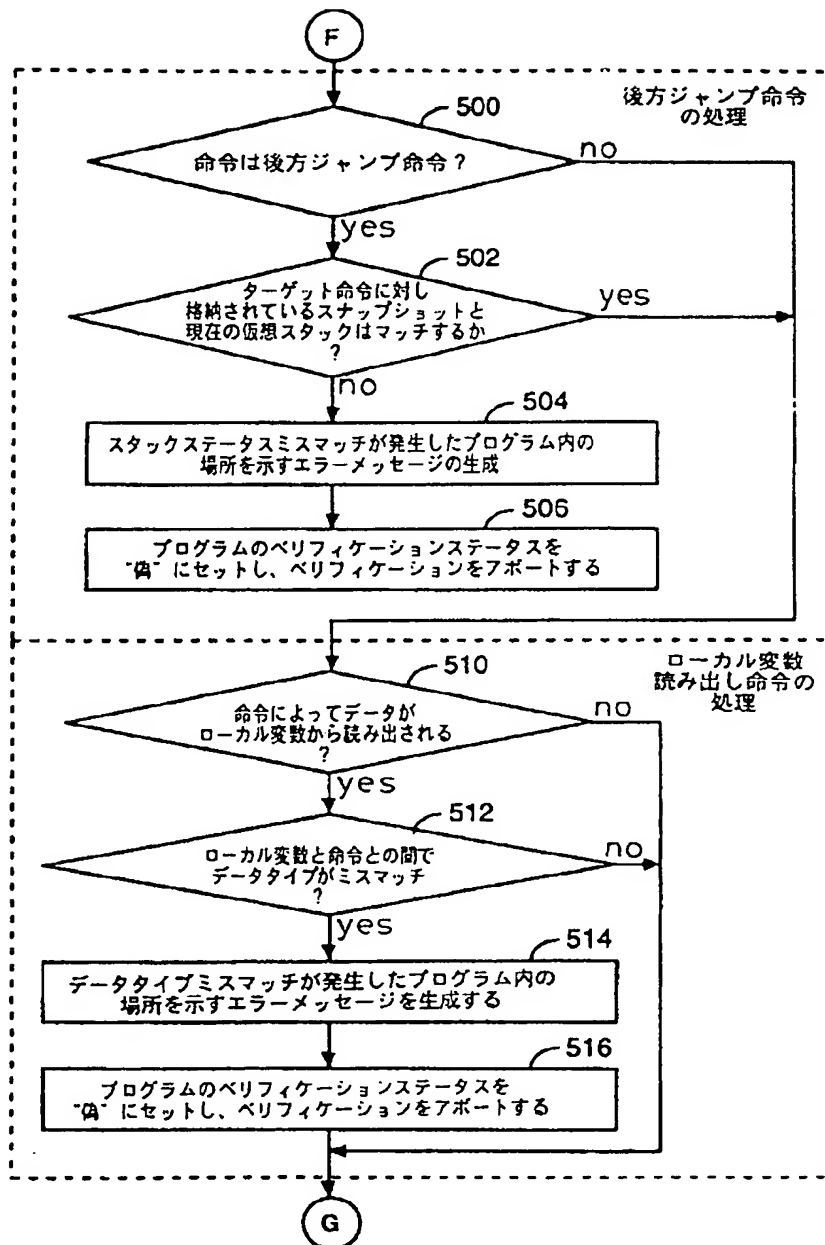 F
後方ジャンプ命令
の処理
500
命令は後方ジャンプ命令？
no
yes
502
ターゲット命令に対し
格納されているスナップショットと
現在の仮想スタックはマッチするか
？
yes
no
504
スタックステータスミスマッチが発生したプログラム内の
場所を示すエラーメッセージの生成
506
プログラムのベリフィケーションステータスを
"偽" にセットし、ベリフィケーションをアボートする
ローカル変数
読み出し命令の
処理
510
命令によってデータが
ローカル変数から読み出される
？
no
yes
512
ローカル変数と命令との間で
データタイプがミスマッチ
？
no
yes
514
データタイプミスマッチが発生したプログラム内の
場所を示すエラーメッセージを生成する
516
プログラムのベリフィケーションステータスを
"偽" にセットし、ベリフィケーションをアボートする
G